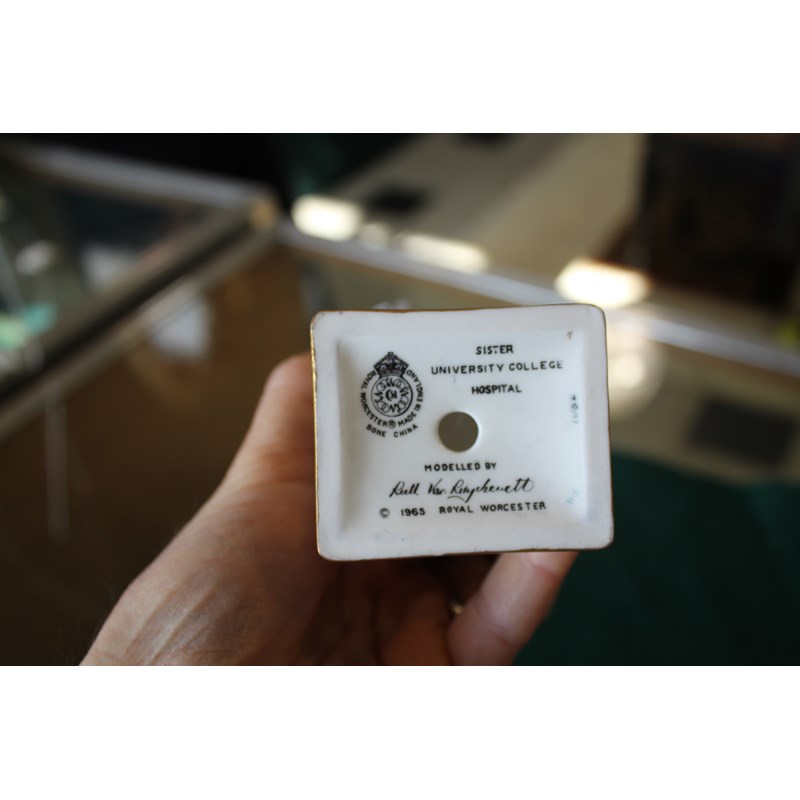 SISTER
UNIVERSITY COLLEGE
HOSPITAL
ROYAL WORCESTER ® MADE IN ENGLAND
BONE CHINA
MODELLED BY
Ruth Van Ruyckevelt
© 1965 ROYAL WORCESTER